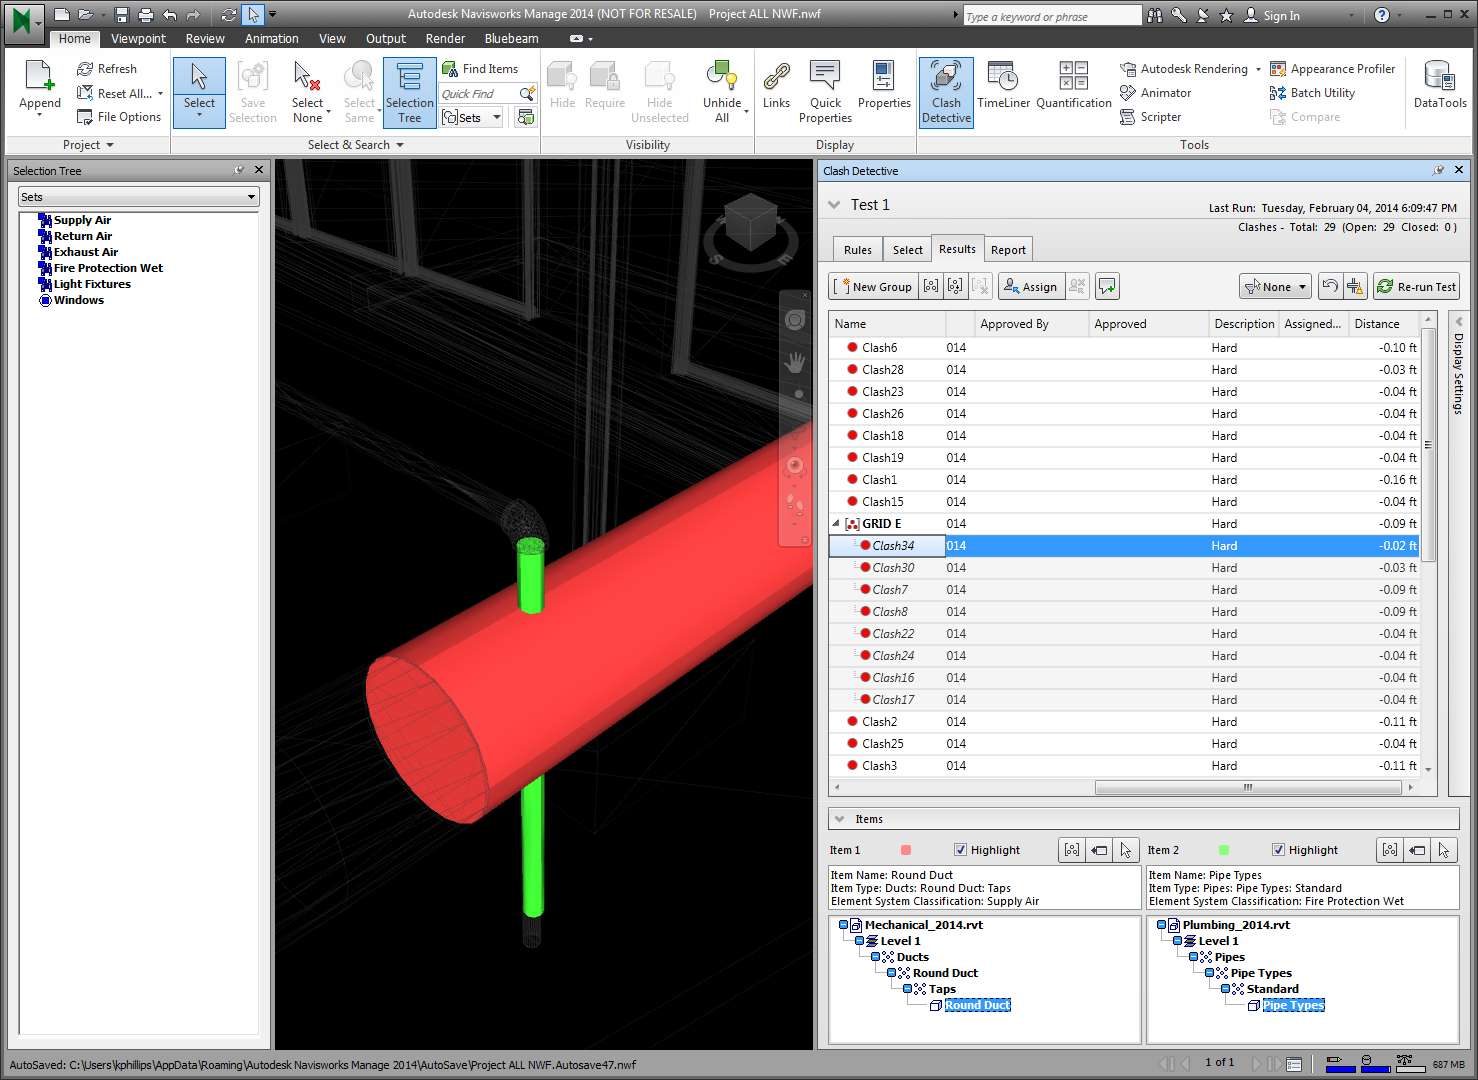 Autodesk Navisworks Manage 2014 (NOT FOR RESALE) Project ALL NWF.nwf
Type a keyword or phrase
Sign In
Home Viewpoint Review Animation View Output Render Bluebeam
Append
Refresh
Reset All...
File Options
Project
Select
Save Selection
Select None
Select Same
Selection Tree
Find Items
Quick Find
Sets
Select & Search
Hide
Require
Hide Unselected
Unhide All
Visibility
Links
Quick Properties
Properties
Display
Clash Detective
TimeLiner
Quantification
Autodesk Rendering
Animator
Scripter
Appearance Profiler
Batch Utility
Compare
Tools
DataTools
Selection Tree
Sets
Supply Air
Return Air
Exhaust Air
Fire Protection Wet
Light Fixtures
Windows
Clash Detective
Test 1
Last Run: Tuesday, February 04, 2014 6:09:47 PM
Clashes - Total: 29 (Open: 29 Closed: 0 )
Rules Select Results Report
New Group
Assign
None
Re-run Test
Name Approved By Approved Description Assigned... Distance
Clash6 014 Hard -0.10 ft
Clash28 014 Hard -0.03 ft
Clash23 014 Hard -0.04 ft
Clash26 014 Hard -0.04 ft
Clash18 014 Hard -0.04 ft
Clash19 014 Hard -0.04 ft
Clash1 014 Hard -0.16 ft
Clash15 014 Hard -0.04 ft
GRID E 014 Hard -0.09 ft
Clash34 014 Hard -0.02 ft
Clash30 014 Hard -0.03 ft
Clash7 014 Hard -0.09 ft
Clash8 014 Hard -0.09 ft
Clash22 014 Hard -0.04 ft
Clash24 014 Hard -0.04 ft
Clash16 014 Hard -0.04 ft
Clash17 014 Hard -0.04 ft
Clash2 014 Hard -0.11 ft
Clash25 014 Hard -0.04 ft
Clash3 014 Hard -0.11 ft
Display Settings
Items
Item 1 Highlight
Item Name: Round Duct
Item Type: Ducts: Round Duct: Taps
Element System Classification: Supply Air
Mechanical_2014.rvt
Level 1
Ducts
Round Duct
Taps
Round Duct
Item 2 Highlight
Item Name: Pipe Types
Item Type: Pipes: Pipe Types: Standard
Element System Classification: Fire Protection Wet
Plumbing_2014.rvt
Level 1
Pipes
Pipe Types
Standard
Pipe Types
AutoSaved: C:\Users\kphillips\AppData\Roaming\Autodesk Navisworks Manage 2014\AutoSave\Project ALL NWF.Autosave47.nwf
1 of 1
687 MB